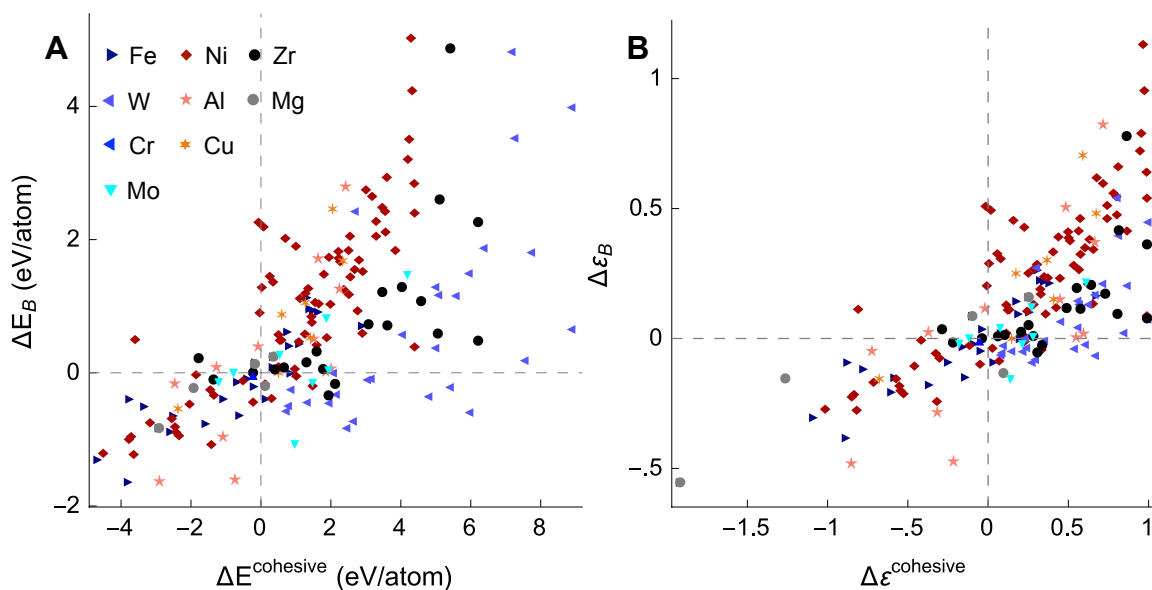 A
B
Fe
Ni
Zr
W
Al
Mg
Cr
Cu
Mo
4
2
0
−2
ΔE_B (eV/atom)
−4
−2
0
2
4
6
8
ΔE^cohesive (eV/atom)
1
0.5
0
-.5
Δε_B
−1.5
−1
−0.5
0
0.5
1
Δε^cohesive